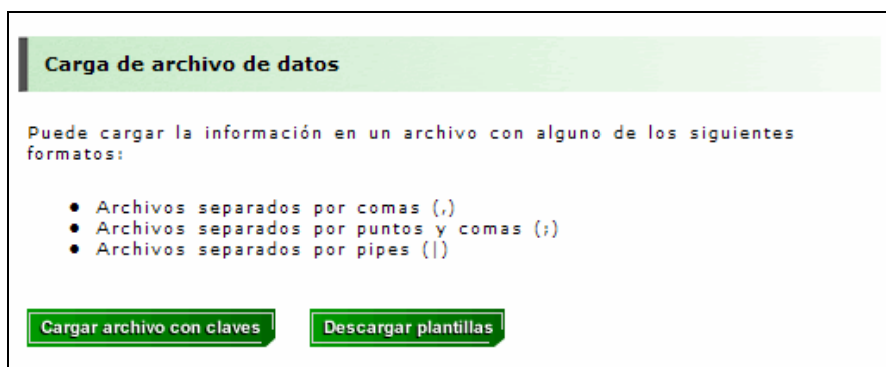 Carga de archivo de datos
Puede cargar la información en un archivo con alguno de los siguientes
formatos:
• Archivos separados por comas (,)
• Archivos separados por puntos y comas (;)
• Archivos separados por pipes (|)
Cargar archivo con claves
Descargar plantillas